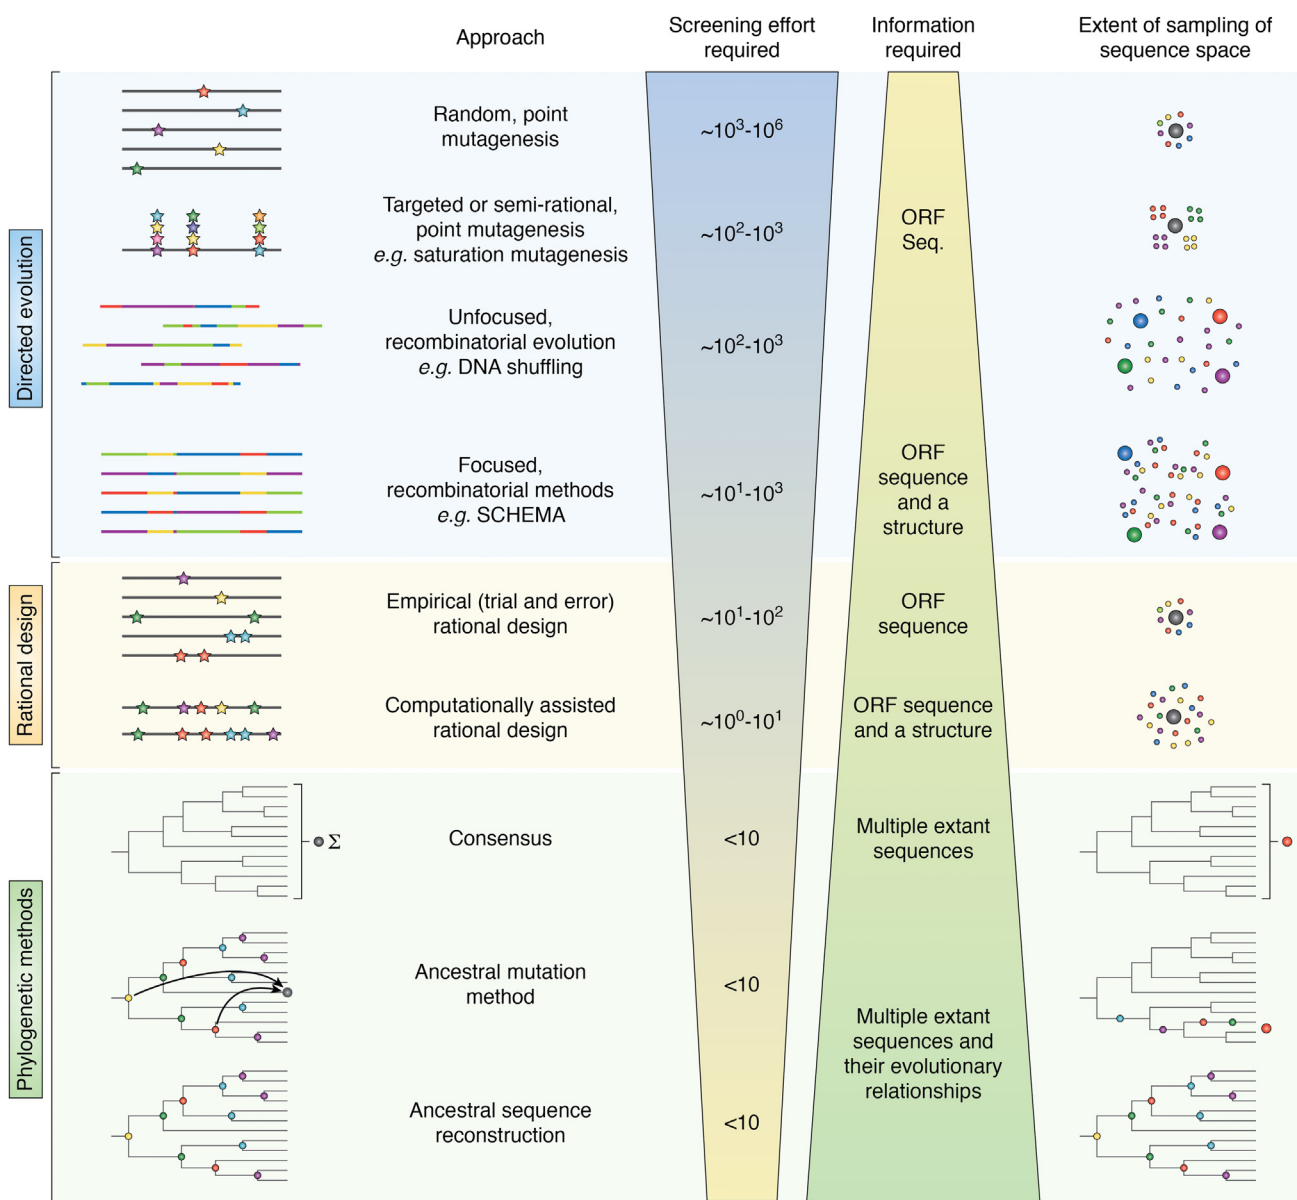 Approach
Screening effort
required
Information
required
Extent of sampling of
sequence space
Directed evolution
Random, point
mutagenesis
~10³-10⁶
Targeted or semi-rational,
point mutagenesis
e.g. saturation mutagenesis
~10²-10³
ORF
Seq.
Unfocused,
recombinatorial evolution
e.g. DNA shuffling
~10²-10³
Focused,
recombinatorial methods
e.g. SCHEMA
~10¹-10³
ORF
sequence
and a
structure
Rational design
Empirical (trial and error)
rational design
~10¹-10²
ORF
sequence
Computationally assisted
rational design
~10⁰-10¹
ORF sequence
and a structure
Phylogenetic methods
Σ
Consensus
<10
Multiple extant
sequences
Ancestral mutation
method
<10
Multiple extant
sequences and
their evolutionary
relationships
Ancestral sequence
reconstruction
<10